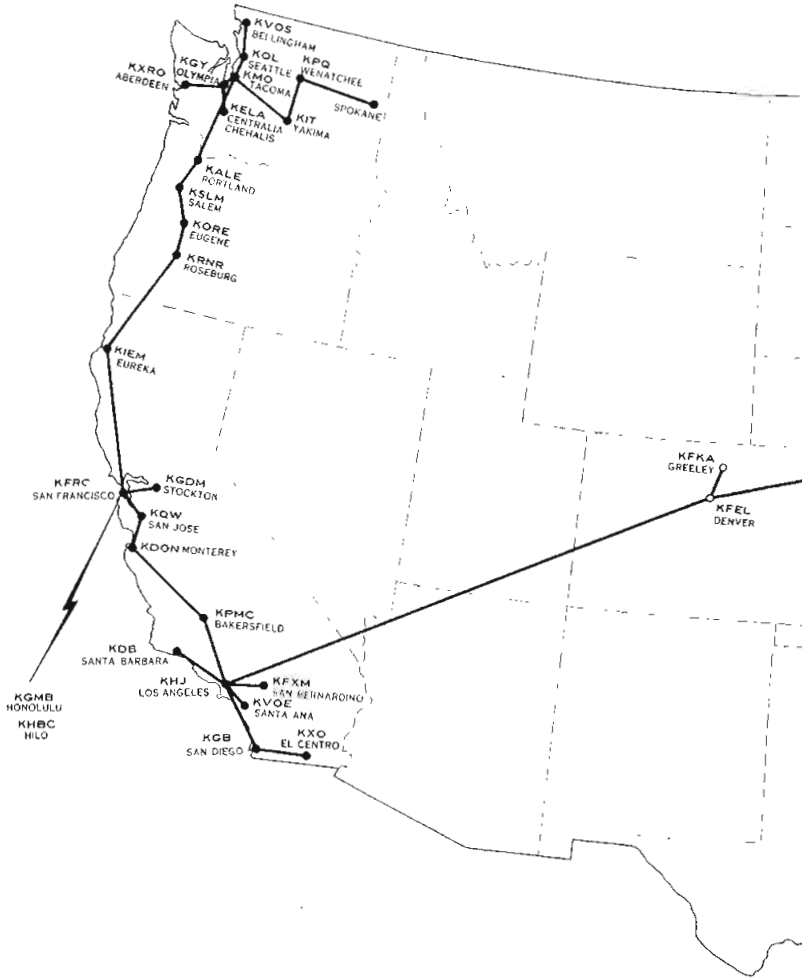 KVOS
BELLINGHAM
KOL
SEATTLE
KGY
OLYMPIA
KXRO
ABERDEEN
KMO
TACOMA
KPQ
WENATCHEE
SPOKANE
KELA
CENTRALIA
CHEHALIS
KIT
YAKIMA
KALE
PORTLAND
KSLM
SALEM
KORE
EUGENE
KRNR
ROSEBURG
KIEM
EUREKA
KFKA
GREELEY
KFEL
DENVER
KFRC
SAN FRANCISCO
KGDM
STOCKTON
KQW
SAN JOSE
KDON MONTEREY
KPMC
BAKERSFIELD
KDB
SANTA BARBARA
KHJ
LOS ANGELES
KFXM
SAN BERNARDINO
KVOE
SANTA ANA
KGMB
HONOLULU
KHBC
HILO
KGB
SAN DIEGO
KXO
EL CENTRO